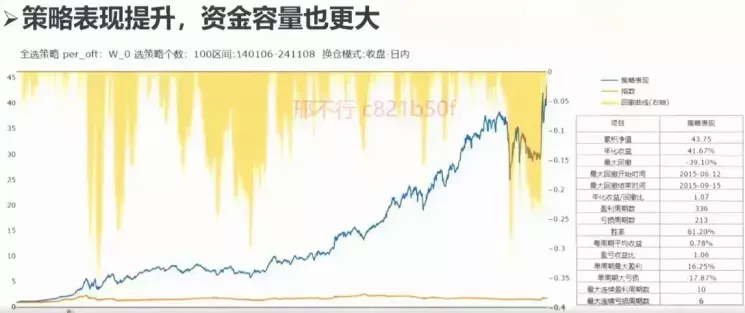 策略表现提升，资金容量也更大
全选策略 per_oft: W_0 选策略个数: 100区间:140106-241108 换仓模式:收盘-日内
45
40
35
30
25
20
15
10
5
0
0
-0.05
-0.1
-0.15
-0.2
-0.25
-0.3
-0.35
-0.4
邢不行 c821b50f
策略表现
指数
回撤曲线(右轴)
项目 策略表现
累积净值 43.75
年化收益 41.67%
最大回撤 -39.10%
最大回撤开始时间 2015-06-12
最大回撤结束时间 2015-09-15
年化收益/回撤比 1.07
盈利周期数 336
亏损周期数 213
胜率 61.20%
每周期平均收益 0.78%
盈亏收益比 1.06
单周期最大盈利 16.25%
单周期大亏损 -17.87%
最大连续盈利周期数 10
最大连续亏损周期数 6